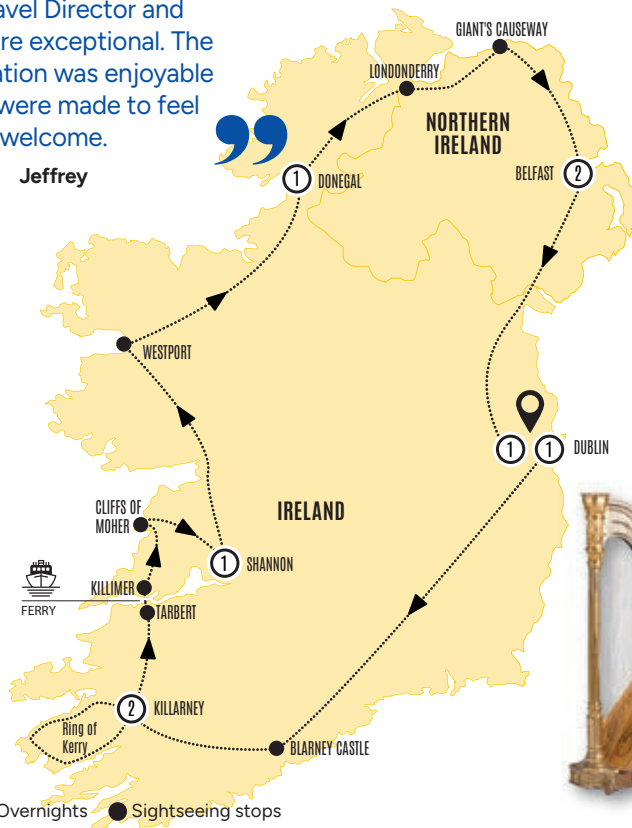 avel Director and
re exceptional. The
ation was enjoyable
were made to feel
welcome.
”
Jeffrey
GIANT'S CAUSEWAY
LONDONDERRY
NORTHERN
IRELAND
BELFAST
2
1
DONEGAL
WESTPORT
1
1
DUBLIN
CLIFFS OF
MOHER
IRELAND
1
SHANNON
KILLIMER
FERRY
TARBERT
2
KILLARNEY
Ring of
Kerry
BLARNEY CASTLE
Overnights
Sightseeing stops